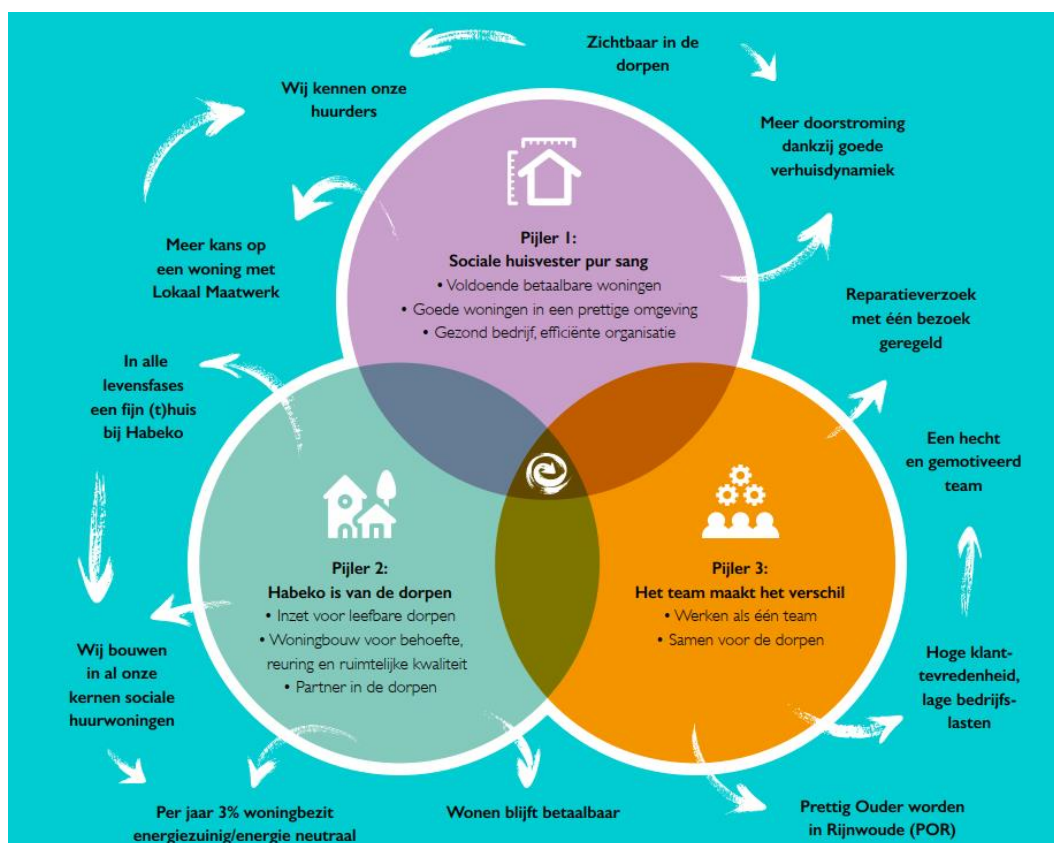 Zichtbaar in de
dorpen
Wij kennen onze
huurders
Meer doorstroming
dankzij goede
verhuisdynamiek
Pijler 1:
Sociale huisvester pur sang
• Voldoende betaalbare woningen
• Goede woningen in een prettige omgeving
• Gezond bedrijf, efficiënte organisatie
Meer kans op
een woning met
Lokaal Maatwerk
Reparatieverzoek
met één bezoek
geregeld
In alle
levensfases
een fijn (t)huis
bij Habeko
Een hecht
en gemotiveerd
team
Pijler 2:
Habeko is van de dorpen
• Inzet voor leefbare dorpen
• Woningbouw voor behoefte,
reuring en ruimtelijke kwaliteit
• Partner in de dorpen
Pijler 3:
Het team maakt het verschil
• Werken als één team
• Samen voor de dorpen
Wij bouwen
in al onze
kernen sociale
huurwoningen
Hoge klant-
tevredenheid,
lage bedrijfs-
lasten
Per jaar 3% woningbezit
energiezuinig/energie neutraal
Wonen blijft betaalbaar
Prettig Ouder worden
in Rijnwoude (POR)